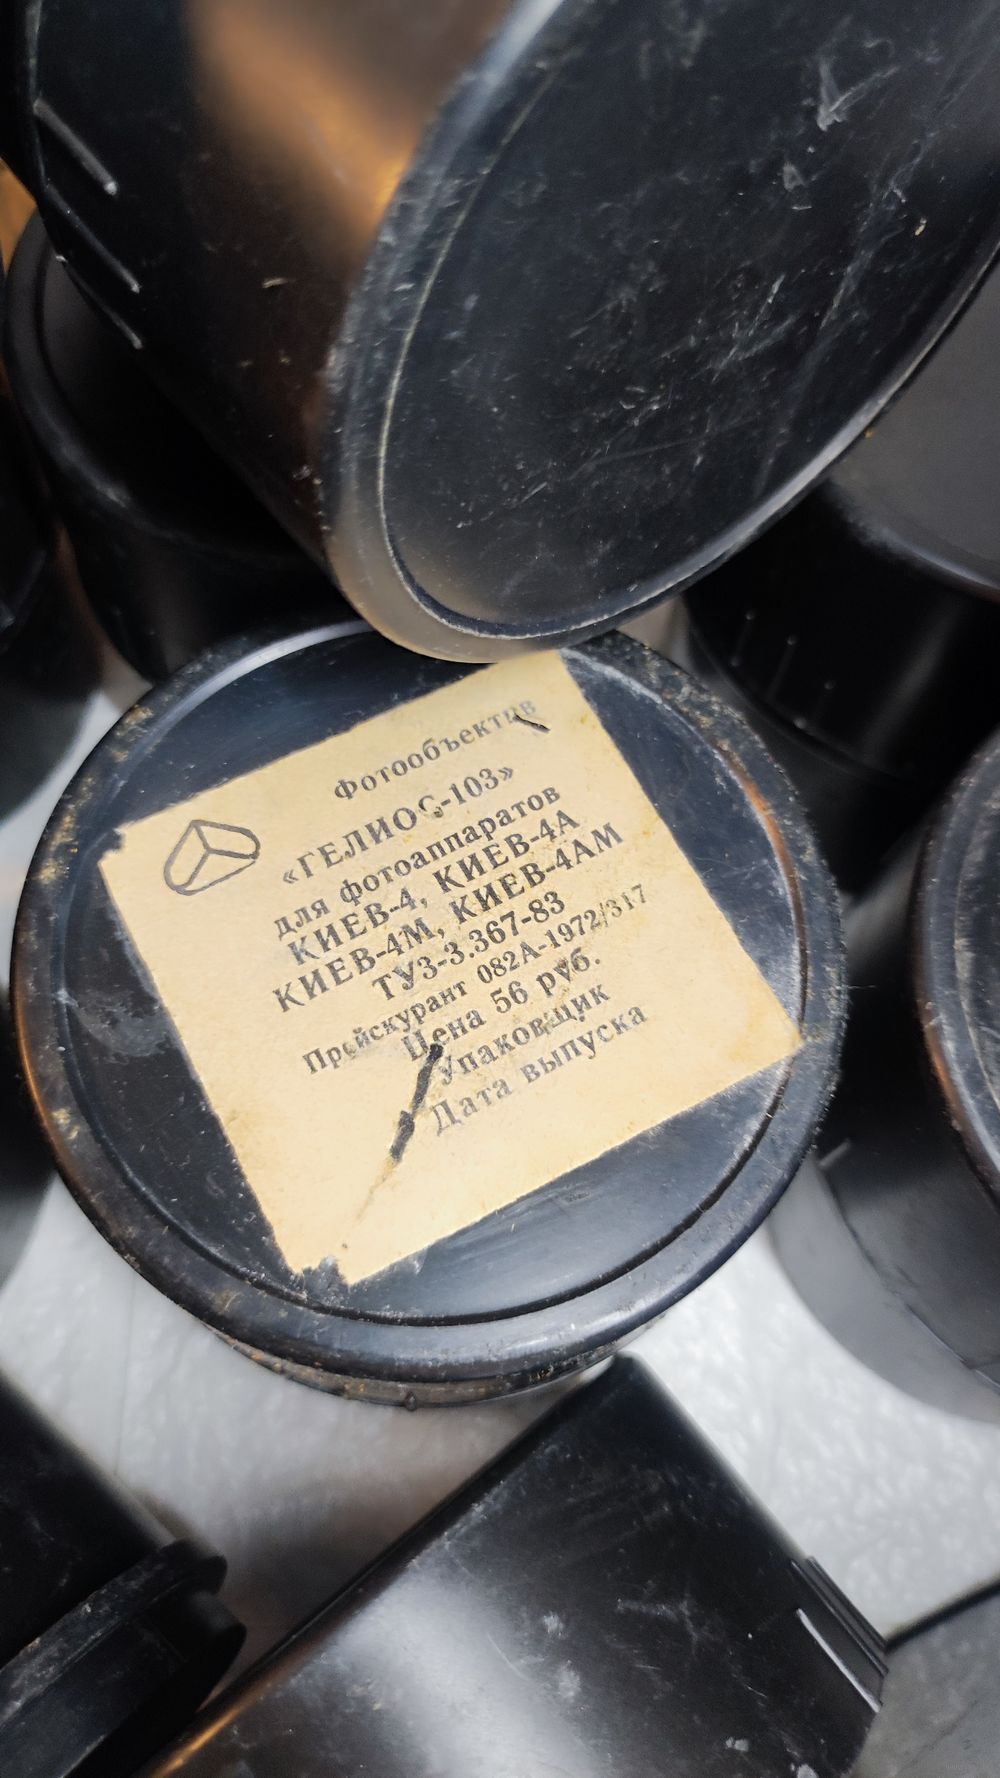 Фотообъектив
«ГЕЛИОС-103»
для фотоаппаратов
КИЕВ-4, КИЕВ-4А
КИЕВ-4М, КИЕВ-4АМ
ТУ3-3.367-83
Прейскурант 082А-1972/317
Цена 56 руб.
Упаковщик
Дата выпуска